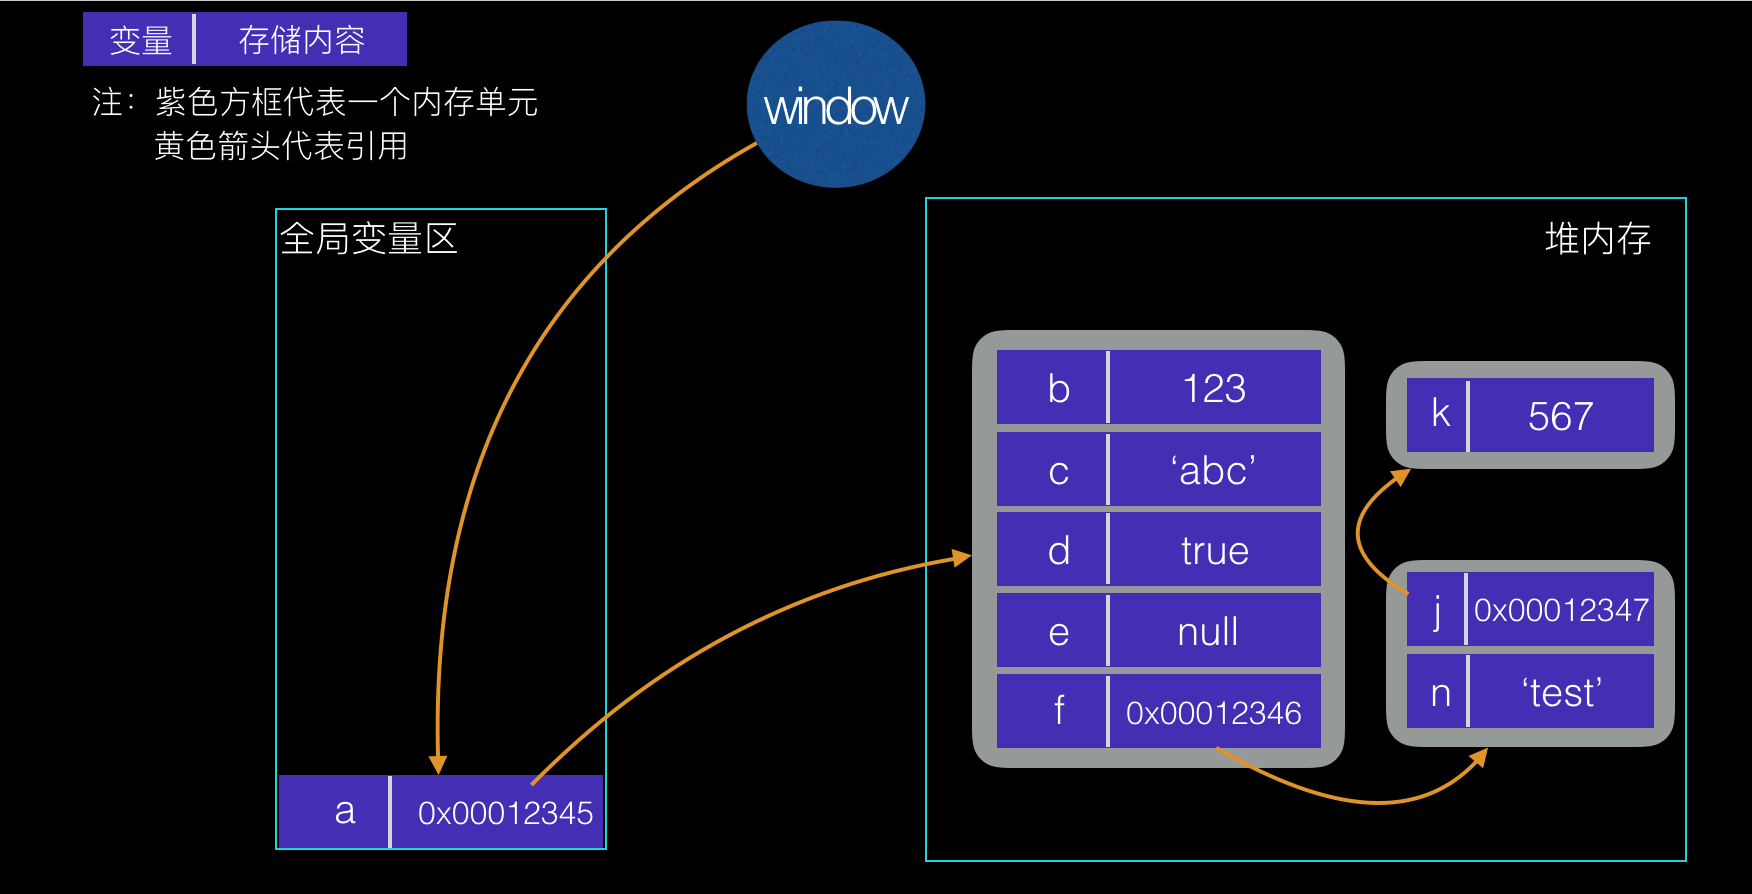 变量 存储内容
注：紫色方框代表一个内存单元
黄色箭头代表引用
window
全局变量区
a 0x00012345
堆内存
b 123
c ‘abc’
d true
e null
f 0x00012346
k 567
j 0x00012347
n ‘test’